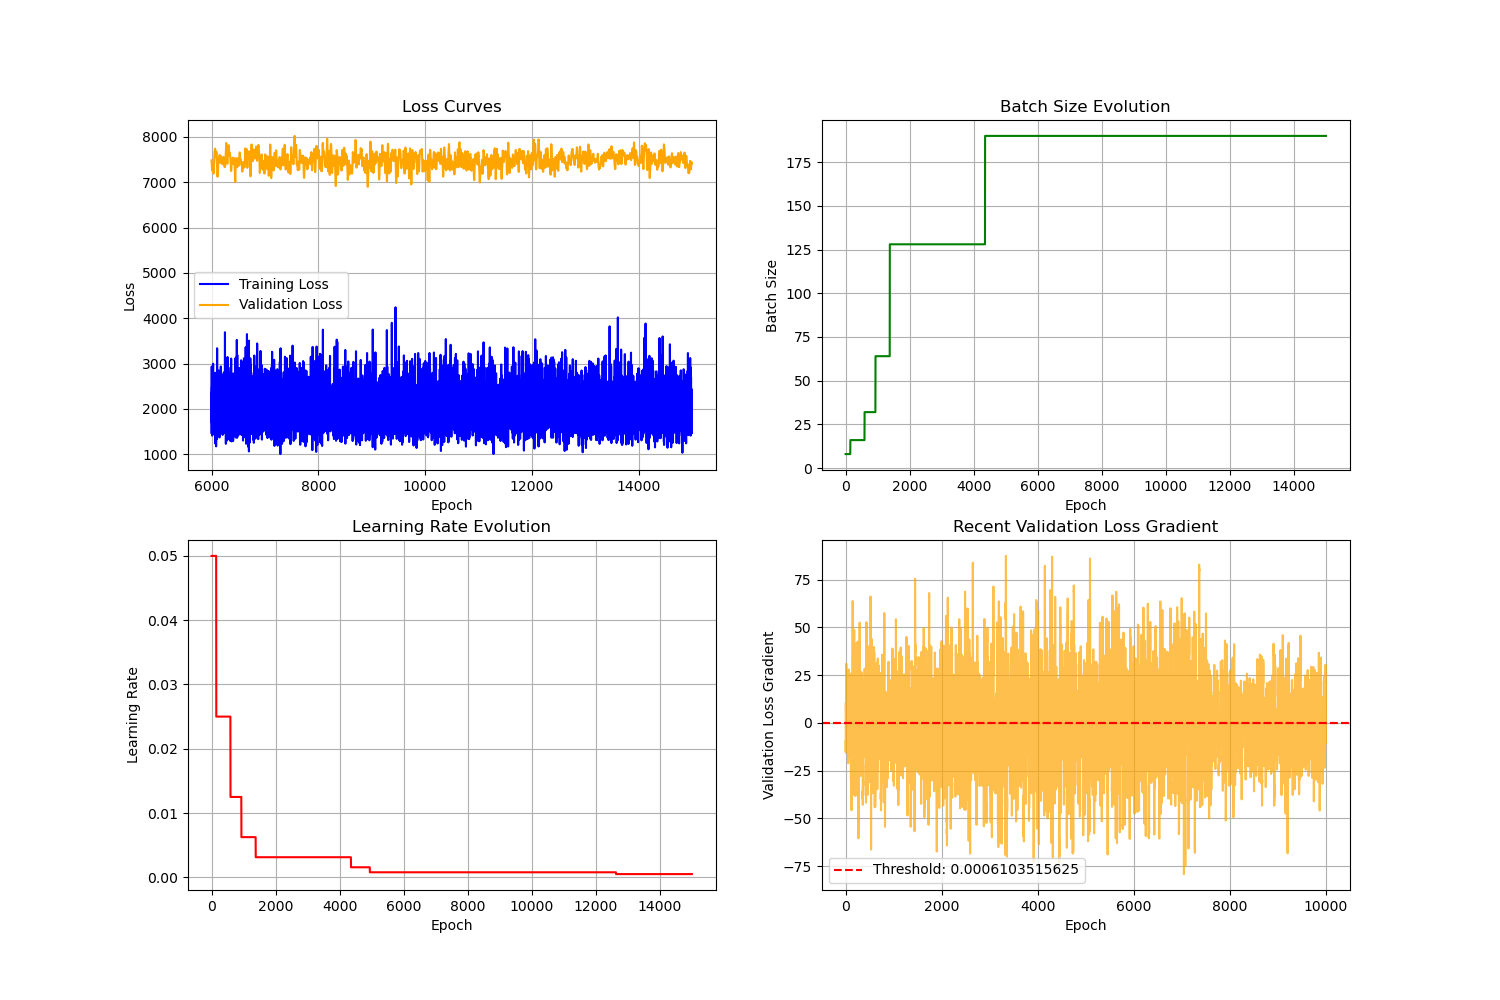 Loss Curves
8000
7000
6000
5000
4000
3000
2000
1000
Loss
Training Loss
Validation Loss
6000 8000 10000 12000 14000
Epoch
Batch Size Evolution
175
150
125
100
75
50
25
0
Batch Size
0 2000 4000 6000 8000 10000 12000 14000
Epoch
Learning Rate Evolution
0.05
0.04
0.03
0.02
0.01
0.00
Learning Rate
0 2000 4000 6000 8000 10000 12000 14000
Epoch
Recent Validation Loss Gradient
75
50
25
0
−25
−50
−75
Validation Loss Gradient
Threshold: 0.0006103515625
0 2000 4000 6000 8000 10000
Epoch